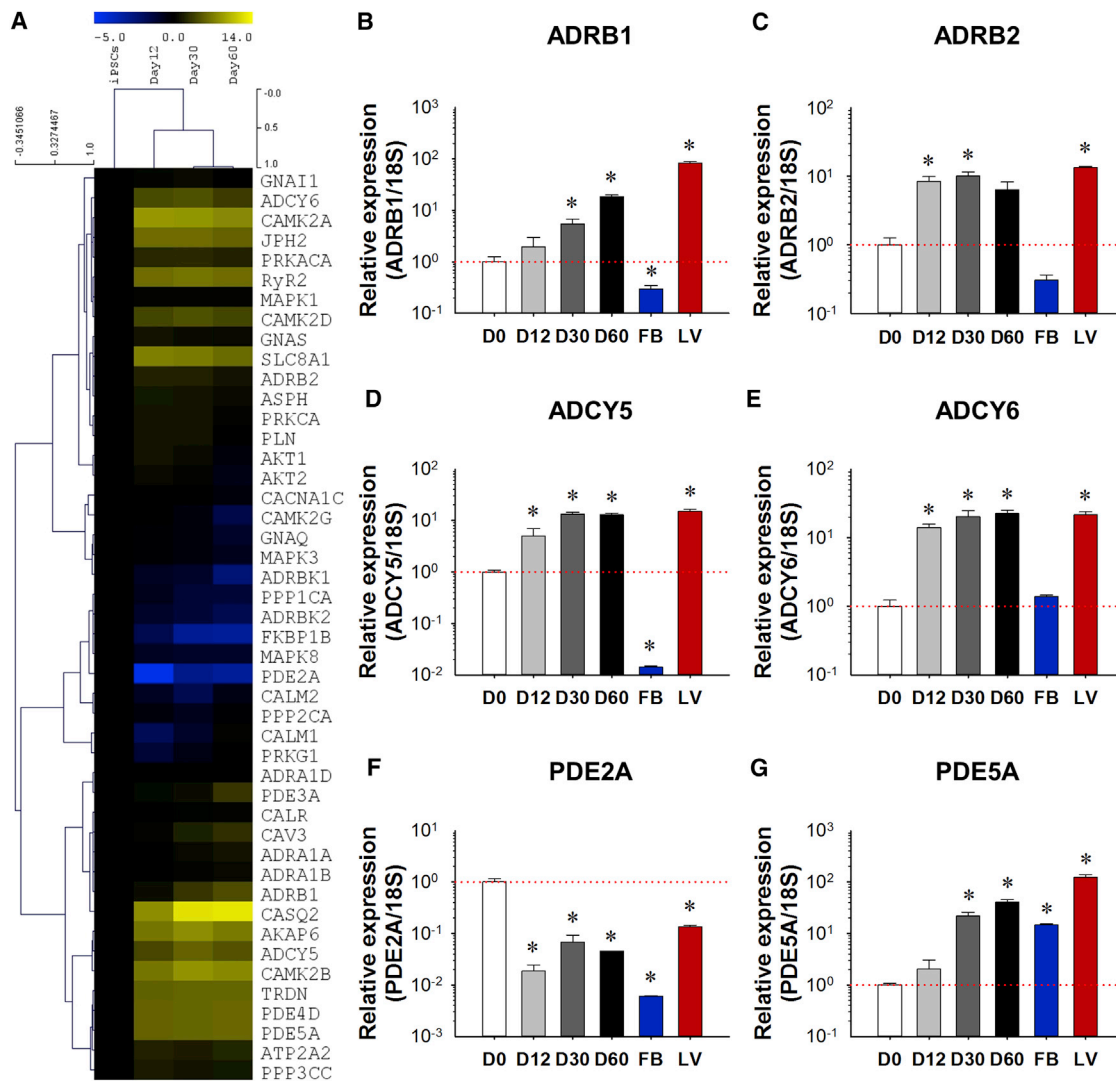 A
-5.0 0.0 14.0
iPSCs
Day12
Day30
Day60
-0.3451066
0.3274467
1.0
-0.0
0.5
1.0
GNAI1
ADCY6
CAMK2A
JPH2
PRKACA
RyR2
MAPK1
CAMK2D
GNAS
SLC8A1
ADRB2
ASPH
PRKCA
PLN
AKT1
AKT2
CACNA1C
CAMK2G
GNAQ
MAPK3
ADRBK1
PPP1CA
ADRBK2
FKBP1B
MAPK8
PDE2A
CALM2
PPP2CA
CALM1
PRKG1
ADRA1D
PDE3A
CALR
CAV3
ADRA1A
ADRA1B
ADRB1
CASQ2
AKAP6
ADCY5
CAMK2B
TRDN
PDE4D
PDE5A
ATP2A2
PPP3CC
B
ADRB1
Relative expression
(ADRB1/18S)
10³
10²
10¹
10⁰
10⁻¹
* * * *
D0 D12 D30 D60 FB LV
C
ADRB2
Relative expression
(ADRB2/18S)
10²
10¹
10⁰
10⁻¹
* * *
D0 D12 D30 D60 FB LV
D
ADCY5
Relative expression
(ADCY5/18S)
10²
10¹
10⁰
10⁻¹
10⁻²
* * * *
D0 D12 D30 D60 FB LV
E
ADCY6
Relative expression
(ADCY6/18S)
10²
10¹
10⁰
10⁻¹
* * * *
D0 D12 D30 D60 FB LV
F
PDE2A
Relative expression
(PDE2A/18S)
10¹
10⁰
10⁻¹
10⁻²
10⁻³
* * * * *
D0 D12 D30 D60 FB LV
G
PDE5A
Relative expression
(PDE5A/18S)
10³
10²
10¹
10⁰
10⁻¹
* * * *
D0 D12 D30 D60 FB LV